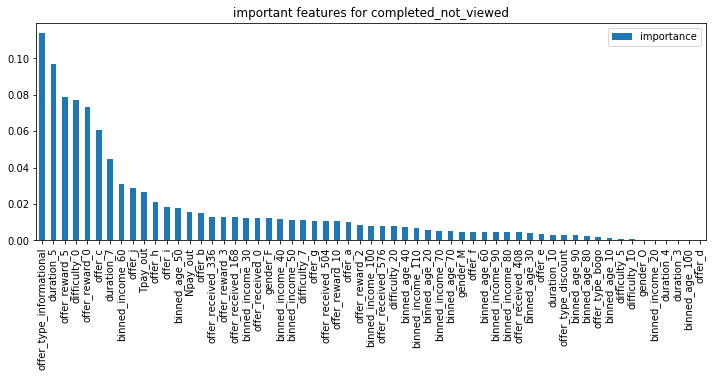 important features for completed_not_viewed
importance
0.10
0.08
0.06
0.04
0.02
0.00
offer_type_informational
duration_5
offer_reward_5
difficulty_0
offer_reward_0
offer_c
duration_7
binned_income_60
offer_j
Tpay_out
offer_h
offer_i
binned_age_50
Npay_out
offer_b
offer_received_336
offer_reward_3
offer_received_168
binned_income_30
offer_received_0
gender_F
binned_income_40
binned_income_50
difficulty_7
offer_g
offer_received_504
offer_reward_10
offer_a
offer_reward_2
binned_income_100
offer_received_576
difficulty_20
binned_age_40
binned_income_110
binned_age_20
binned_income_70
binned_age_70
gender_M
offer_f
binned_age_60
binned_income_90
binned_income_80
offer_received_408
binned_age_30
offer_e
duration_10
offer_type_discount
binned_age_90
binned_age_80
offer_type_bogo
binned_age_10
difficulty_5
difficulty_10
gender_O
binned_income_20
duration_4
duration_3
binned_age_100
offer_d